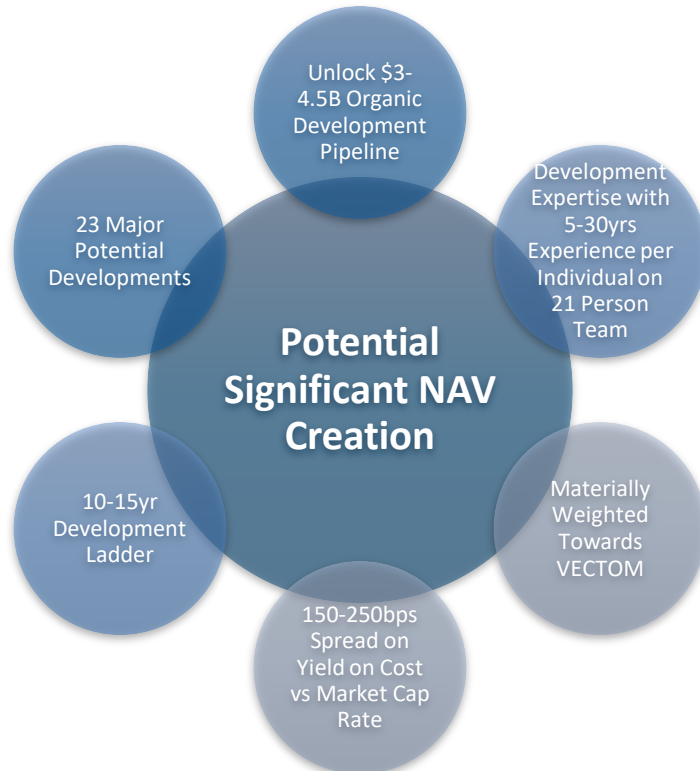 Unlock $3-
4.5B Organic
Development
Pipeline
Development
Expertise with
5-30yrs
Experience per
Individual on
21 Person
Team
Materially
Weighted
Towards
VECTOM
150-250bps
Spread on
Yield on Cost
vs Market Cap
Rate
10-15yr
Development
Ladder
23 Major
Potential
Developments
Potential
Significant NAV
Creation